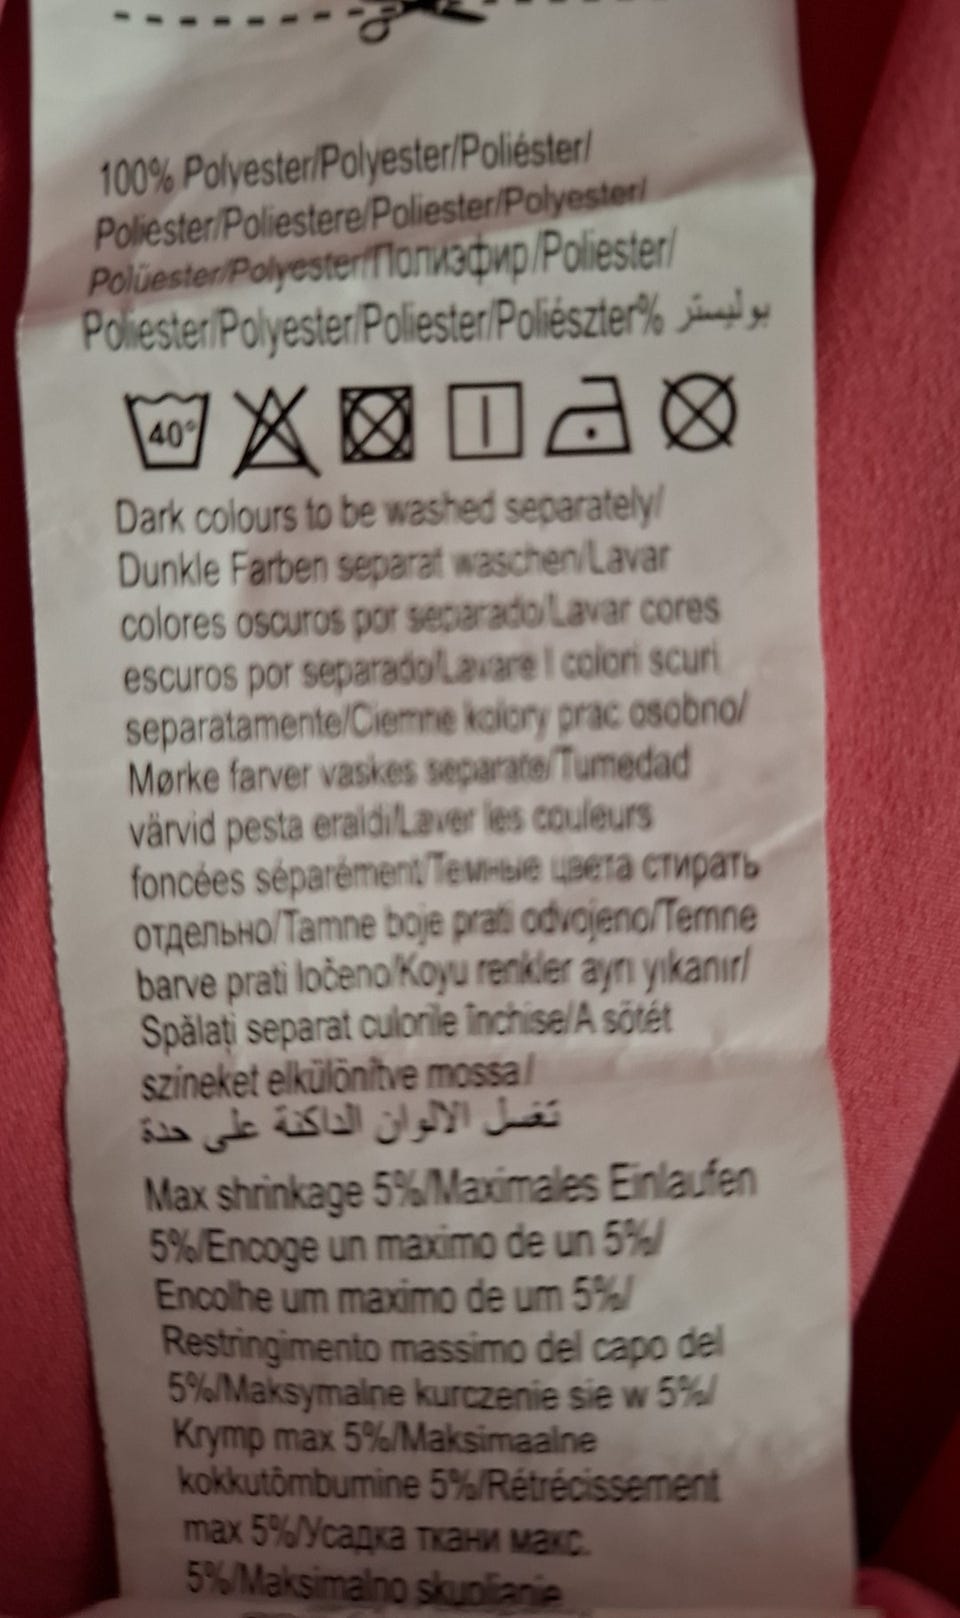 100% Polyester/Polyester/Poliéster/
Poliester/Poliestere/Poliester/Polyester/
Polüester/Polyester/Полиэфир/Poliester/
Poliester/Polyester/Poliester/Poliészter% بوليستر
40°
Dark colours to be washed separately/
Dunkle Farben separat waschen/Lavar
colores oscuros por separado/Lavar cores
escuros por separado/Lavare I colori scuri
separatamente/Ciemne kolory prac osobno/
Mørke farver vaskes separate/Tumedad
värvid pesta eraldi/Laver les couleurs
foncées séparément/Темные цвета стирать
отдельно/Tamne boje prati odvojeno/Temne
barve prati ločeno/Koyu renkler ayrı yıkanır/
Spălați separat culorile închise/A sötét
színeket elkülönítve mossa/
تغسل الالوان الداكنة على حدة
Max shrinkage 5%/Maximales Einlaufen
5%/Encoge un maximo de un 5%/
Encolhe um maximo de um 5%/
Restringimento massimo del capo del
5%/Maksymalne kurczenie sie w 5%/
Krymp max 5%/Maksimaalne
kokkutõmbumine 5%/Rétrécissement
max 5%/Усадка ткани макс.
5%/Maksimalno skupljanje